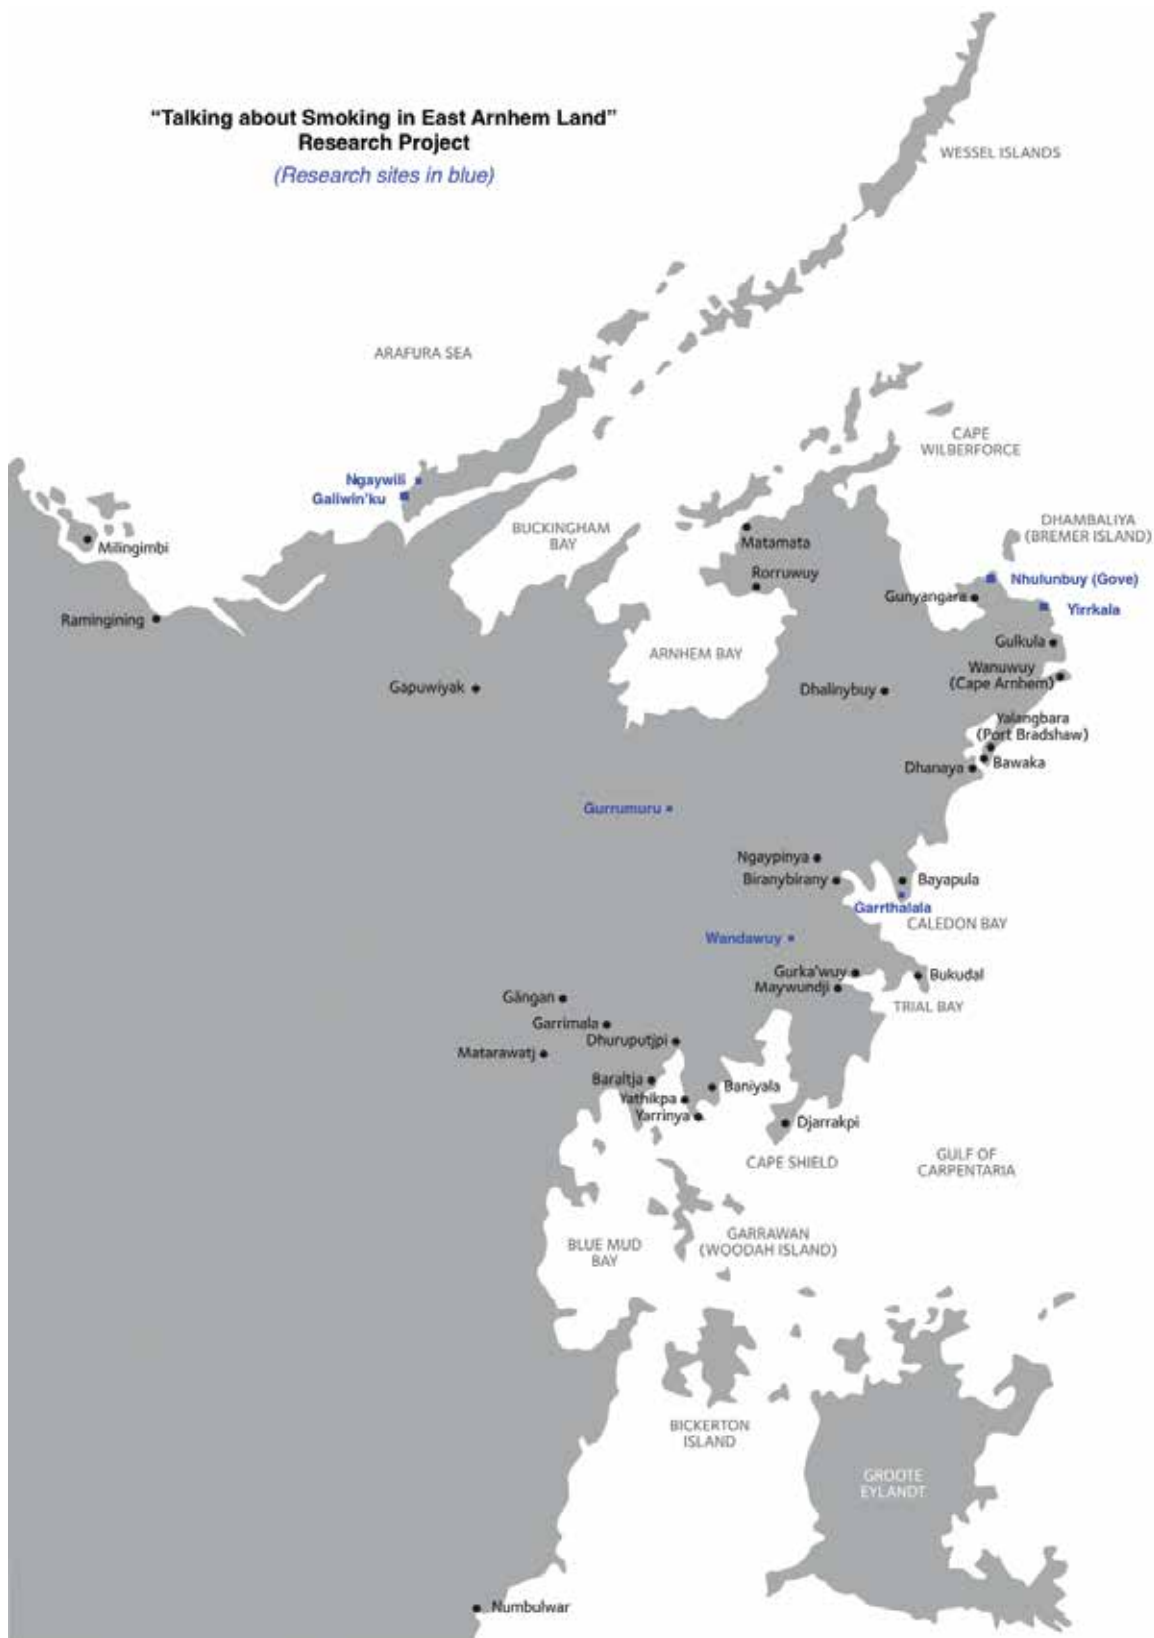 “Talking about Smoking in East Arnhem Land”
Research Project
(Research sites in blue)
WESSEL ISLANDS
ARAFURA SEA
CAPE
WILBERFORCE
Ngaywili
Galiwin'ku
BUCKINGHAM
BAY
DHAMBALIYA
(BREMER ISLAND)
Milingimbi
Matamata
Rorruwuy
Nhulunbuy (Gove)
Gunyangara
Yirrkala
Ramingining
Gulkula
ARNHEM BAY
Wanuwuy
(Cape Arnhem)
Gapuwiyak
Dhalinybuy
Yalangbara
(Port Bradshaw)
Bawaka
Dhanaya
Gurrumuru
Ngaypinya
Biranybirany
Bayapula
Garrthalala
CALEDON BAY
Wandawuy
Gurka'wuy
Bukudal
Maywundji
TRIAL BAY
Gängan
Garrimala
Dhuruputjpi
Matarawatj
Baraltja
Baniyala
Yathikpa
Yarrinya
Djarrakpi
CAPE SHIELD
GULF OF
CARPENTARIA
GARRAWAN
(WOODAH ISLAND)
BLUE MUD
BAY
BICKERTON
ISLAND
GROOTE
EYLANDT
Numbulwar